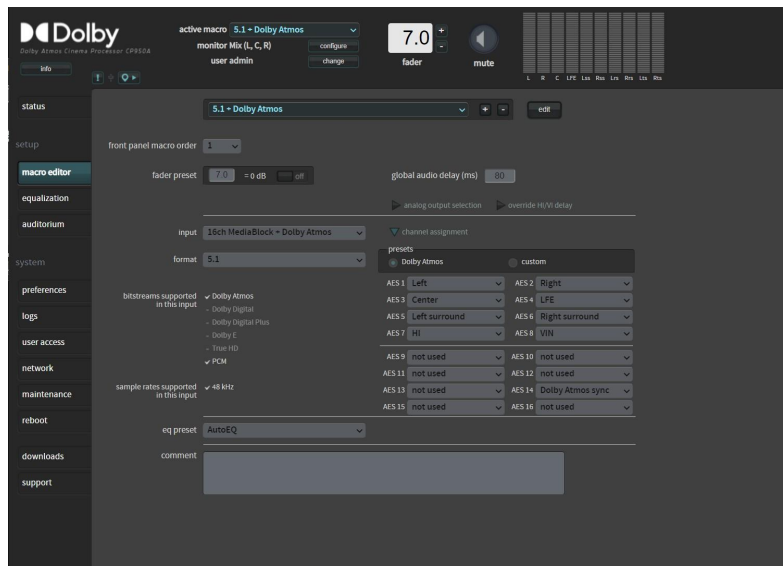 Dolby
Dolby Atmos Cinema Processor CP950A
info
active macro 5.1 + Dolby Atmos
monitor Mix (L, C, R) configure
user admin change
7.0 + -
fader
mute
L R C LFE Lss Rss Lrs Rrs Lts Rts
status
setup
macro editor
equalization
auditorium
system
preferences
logs
user access
network
maintenance
reboot
downloads
support
5.1 + Dolby Atmos + - edit
front panel macro order 1
fader preset 7.0 = 0 dB off
global audio delay (ms) 80
analog output selection override HI/VI delay
input 16ch MediaBlock + Dolby Atmos
channel assignment
format 5.1
presets
Dolby Atmos custom
bitstreams supported in this input
Dolby Atmos
- Dolby Digital
- Dolby Digital Plus
- Dolby E
- True HD
PCM
sample rates supported in this input
48 kHz
AES 1 Left AES 2 Right
AES 3 Center AES 4 LFE
AES 5 Left surround AES 6 Right surround
AES 7 HI AES 8 VIN
AES 9 not used AES 10 not used
AES 11 not used AES 12 not used
AES 13 not used AES 14 Dolby Atmos sync
AES 15 not used AES 16 not used
eq preset AutoEQ
comment